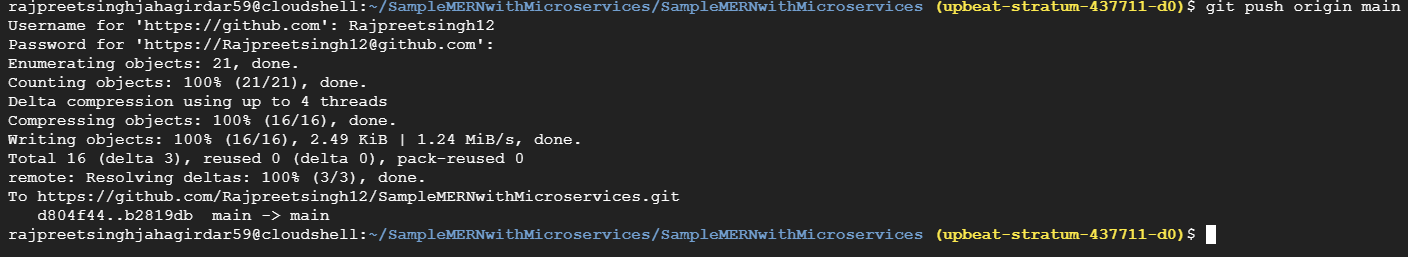 rajpreetsinghjahagirdar59@cloudshell:~/SampleMERNwithMicroservices/SampleMERNwithMicroservices (upbeat-stratum-437711-d0)$ git push origin main
Username for 'https://github.com': Rajpreetsingh12
Password for 'https://Rajpreetsingh12@github.com':
Enumerating objects: 21, done.
Counting objects: 100% (21/21), done.
Delta compression using up to 4 threads
Compressing objects: 100% (16/16), done.
Writing objects: 100% (16/16), 2.49 KiB | 1.24 MiB/s, done.
Total 16 (delta 3), reused 0 (delta 0), pack-reused 0
remote: Resolving deltas: 100% (3/3), done.
To https://github.com/Rajpreetsingh12/SampleMERNwithMicroservices.git
   d804f44..b2819db  main -> main
rajpreetsinghjahagirdar59@cloudshell:~/SampleMERNwithMicroservices/SampleMERNwithMicroservices (upbeat-stratum-437711-d0)$